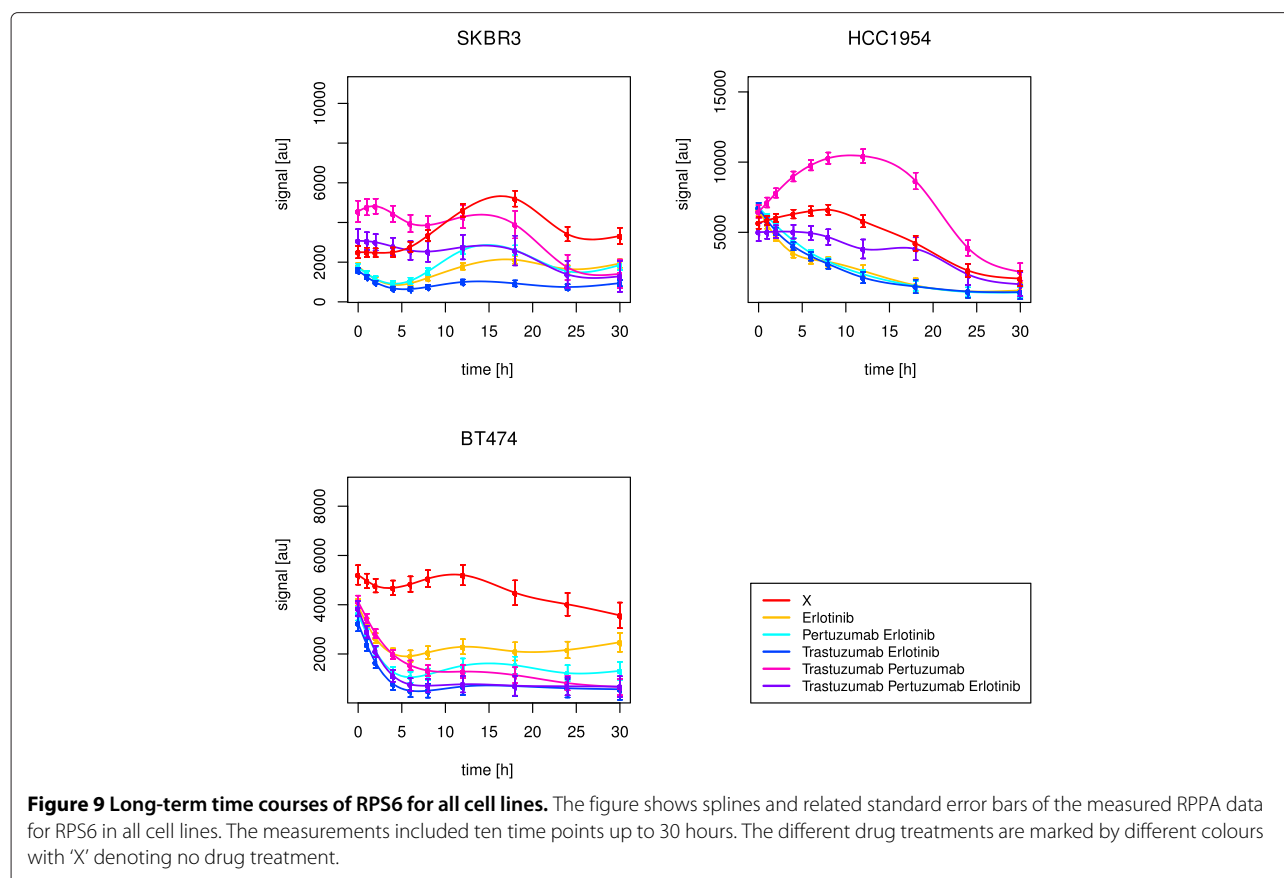 SKBR3
signal [au]
0 2000 6000 10000
0 5 10 15 20 25 30
time [h]
HCC1954
signal [au]
5000 10000 15000
0 5 10 15 20 25 30
time [h]
BT474
signal [au]
2000 4000 6000 8000
0 5 10 15 20 25 30
time [h]
X
Erlotinib
Pertuzumab Erlotinib
Trastuzumab Erlotinib
Trastuzumab Pertuzumab
Trastuzumab Pertuzumab Erlotinib
Figure 9 Long-term time courses of RPS6 for all cell lines. The figure shows splines and related standard error bars of the measured RPPA data
for RPS6 in all cell lines. The measurements included ten time points up to 30 hours. The different drug treatments are marked by different colours
with ‘X’ denoting no drug treatment.